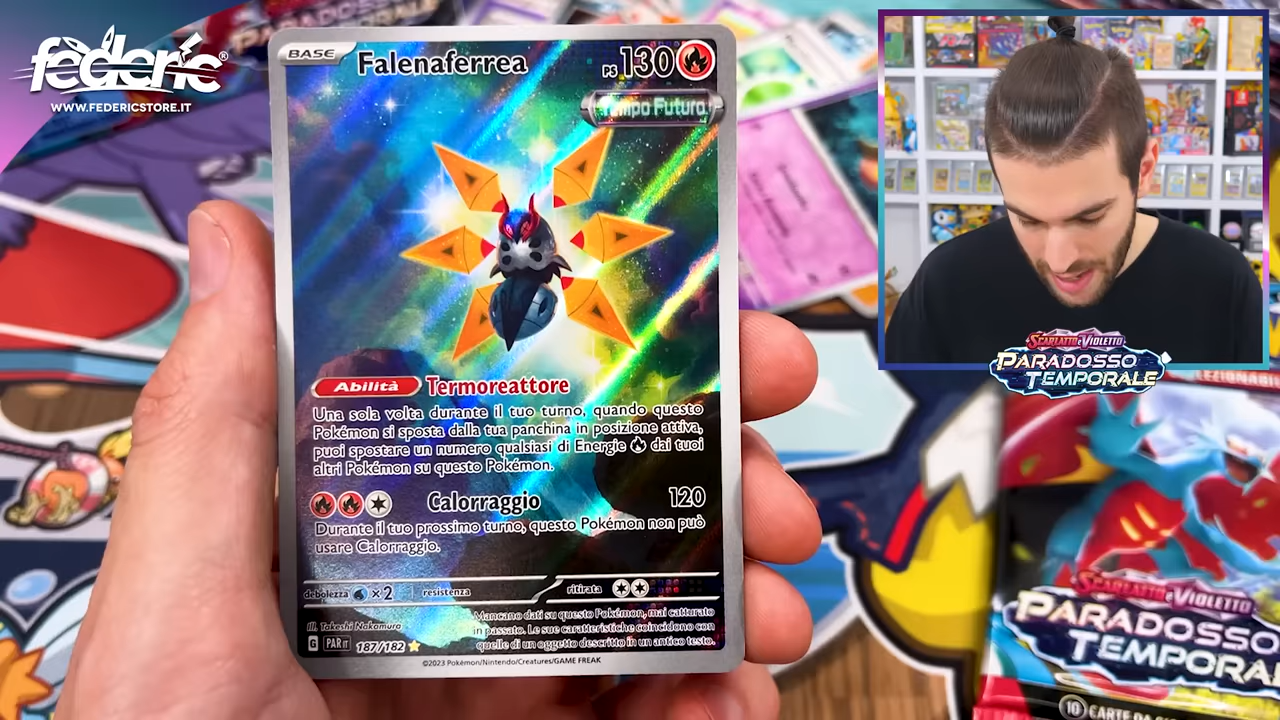 federic®
WWW.FEDERICSTORE.IT
BASE Falenaferrea PS 130
Tempo Futuro
Abilità Termoreattore
Una sola volta durante il tuo turno, quando questo
Pokémon si sposta dalla tua panchina in posizione attiva,
puoi spostare un numero qualsiasi di Energie dai tuoi
altri Pokémon su questo Pokémon.
Calorraggio 120
Durante il tuo prossimo turno, questo Pokémon non può
usare Calorraggio.
debolezza ×2 resistenza ritirata
Ill. Takeshi Nakamura
Mancano dati su questo Pokémon, mai catturato
in passato. Le sue caratteristiche coincidono con
quelle di un oggetto descritto in un antico testo.
G PAR IT 187/182
©2023 Pokémon/Nintendo/Creatures/GAME FREAK
SCARLATTO e VIOLETTO
PARADOSSO
TEMPORALE
SCARLATTO e VIOLETTO
PARADOSSO
TEMPORAL
10 CARTE DA